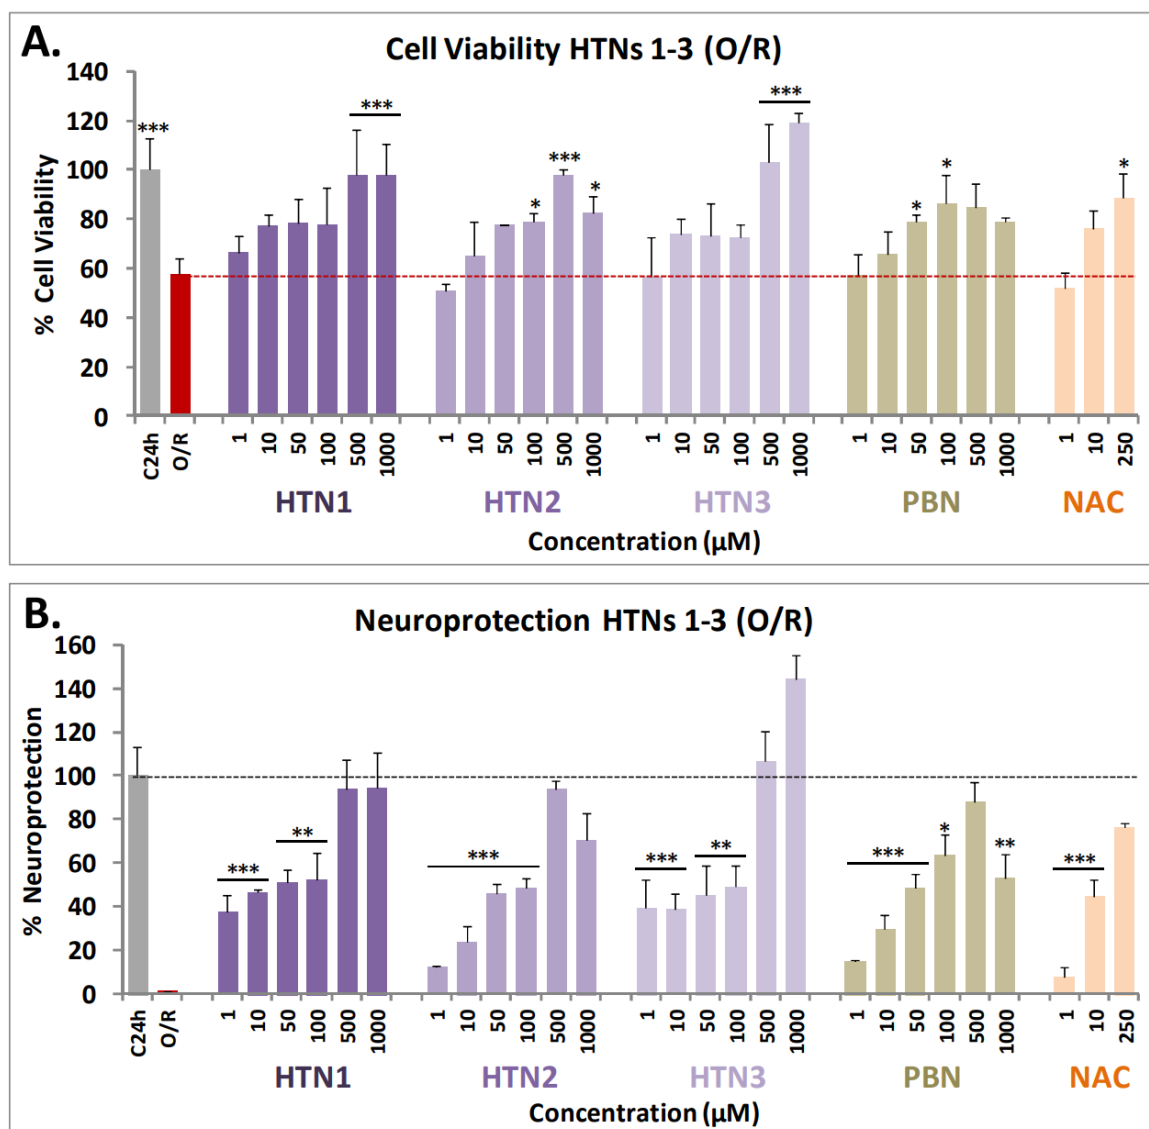 A.
Cell Viability HTNs 1-3 (O/R)
% Cell Viability
140
120
100
80
60
40
20
0
***
***
* *** *
***
* *
*
C24h O/R 1 10 50 100 500 1000 1 10 50 100 500 1000 1 10 50 100 500 1000 1 10 50 100 500 1000 1 10 250
HTN1 HTN2 HTN3 PBN NAC
Concentration (µM)
B.
Neuroprotection HTNs 1-3 (O/R)
% Neuroprotection
160
140
120
100
80
60
40
20
0
*** **
***
*** **
*** * **
***
C24h O/R 1 10 50 100 500 1000 1 10 50 100 500 1000 1 10 50 100 500 1000 1 10 50 100 500 1000 1 10 250
HTN1 HTN2 HTN3 PBN NAC
Concentration (µM)